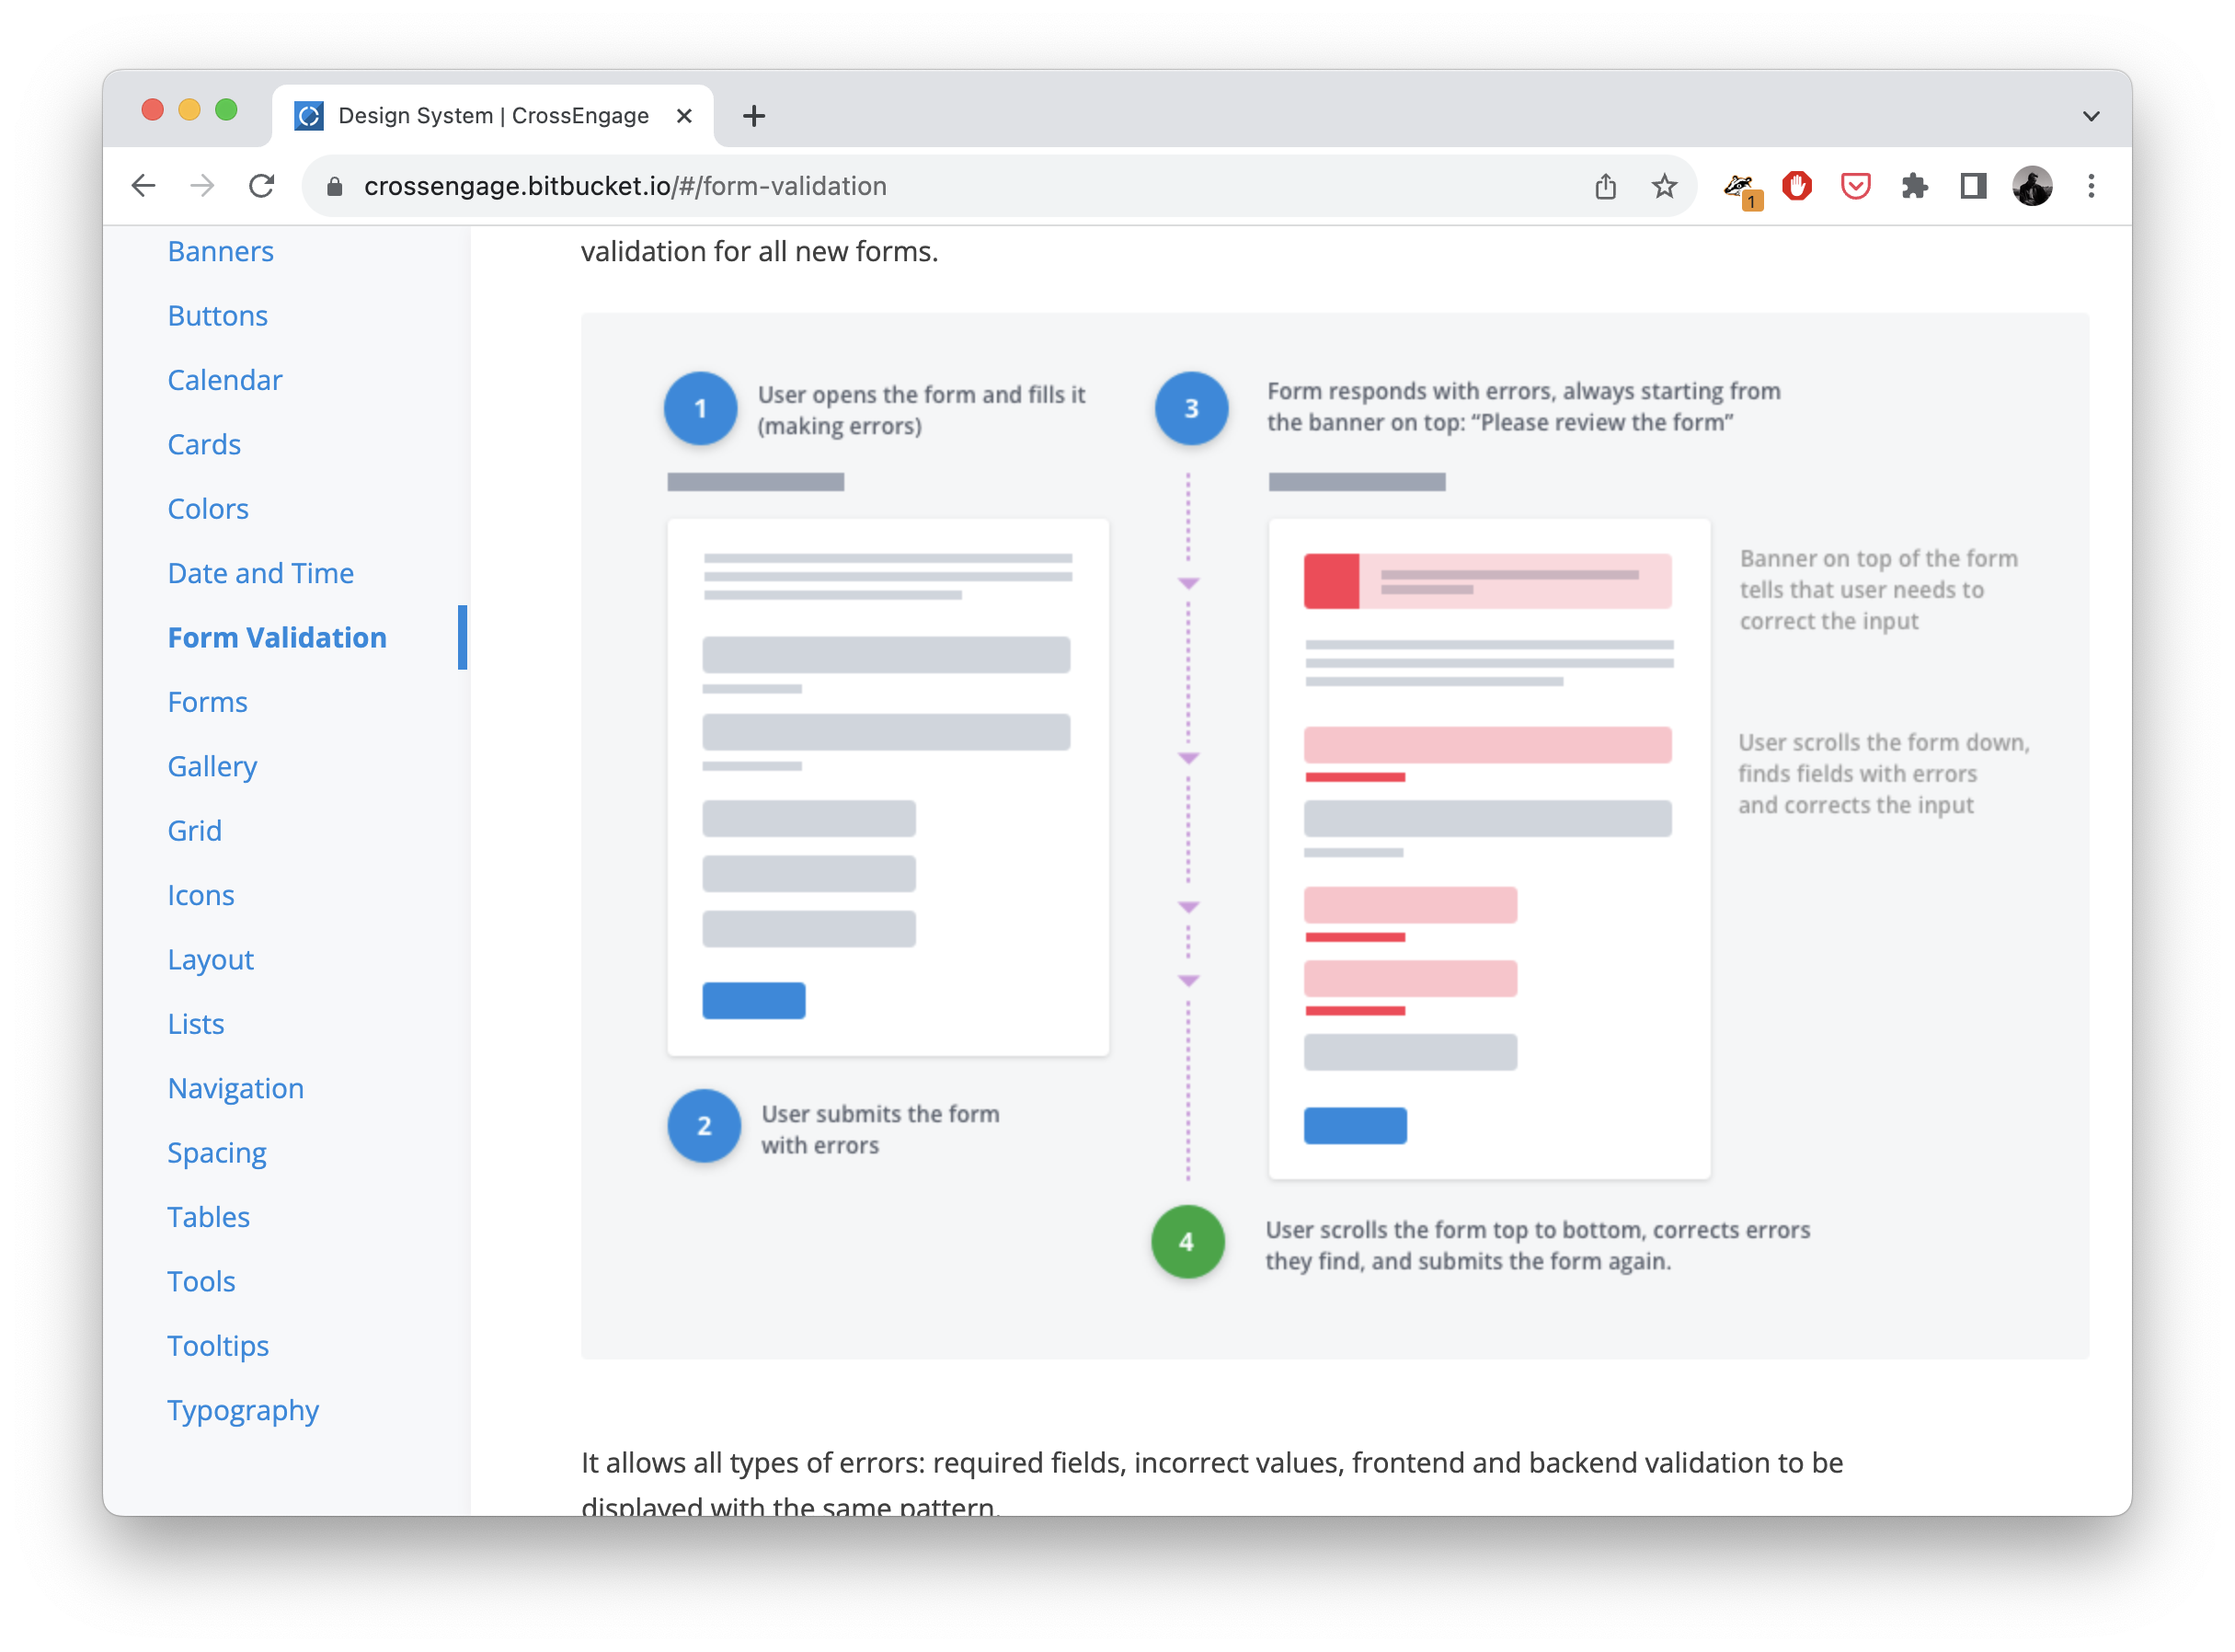 Design System | CrossEngage
crossengage.bitbucket.io/#/form-validation
1
Banners
Buttons
Calendar
Cards
Colors
Date and Time
Form Validation
Forms
Gallery
Grid
Icons
Layout
Lists
Navigation
Spacing
Tables
Tools
Tooltips
Typography
validation for all new forms.
1
User opens the form and fills it
(making errors)
2
User submits the form
with errors
3
Form responds with errors, always starting from
the banner on top: “Please review the form”
Banner on top of the form
tells that user needs to
correct the input
User scrolls the form down,
finds fields with errors
and corrects the input
4
User scrolls the form top to bottom, corrects errors
they find, and submits the form again.
It allows all types of errors: required fields, incorrect values, frontend and backend validation to be
displayed with the same pattern.